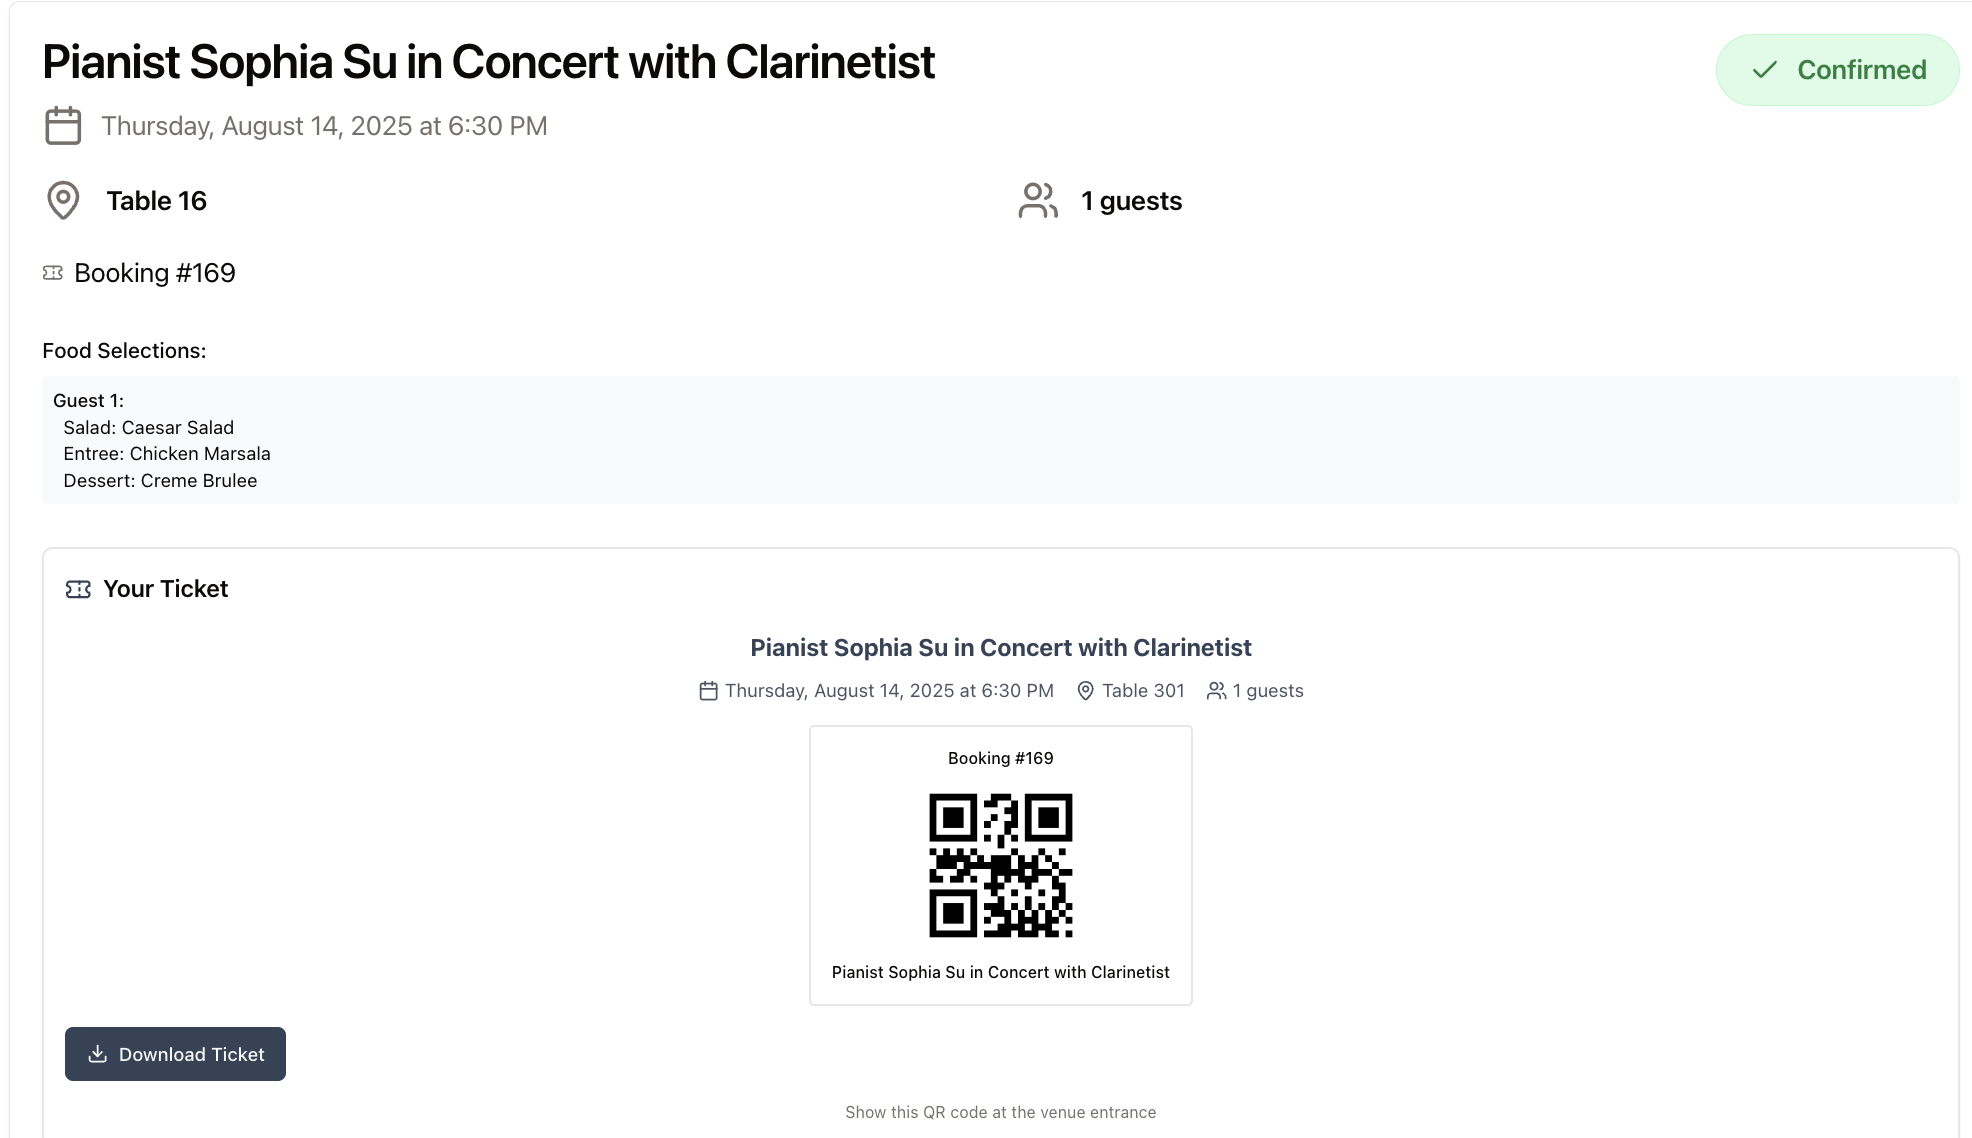 Pianist Sophia Su in Concert with Clarinetist
Confirmed
Thursday, August 14, 2025 at 6:30 PM
Table 16
1 guests
Booking #169
Food Selections:
Guest 1:
Salad: Caesar Salad
Entree: Chicken Marsala
Dessert: Creme Brulee
Your Ticket
Pianist Sophia Su in Concert with Clarinetist
Thursday, August 14, 2025 at 6:30 PM Table 301 1 guests
Booking #169
Pianist Sophia Su in Concert with Clarinetist
Download Ticket
Show this QR code at the venue entrance